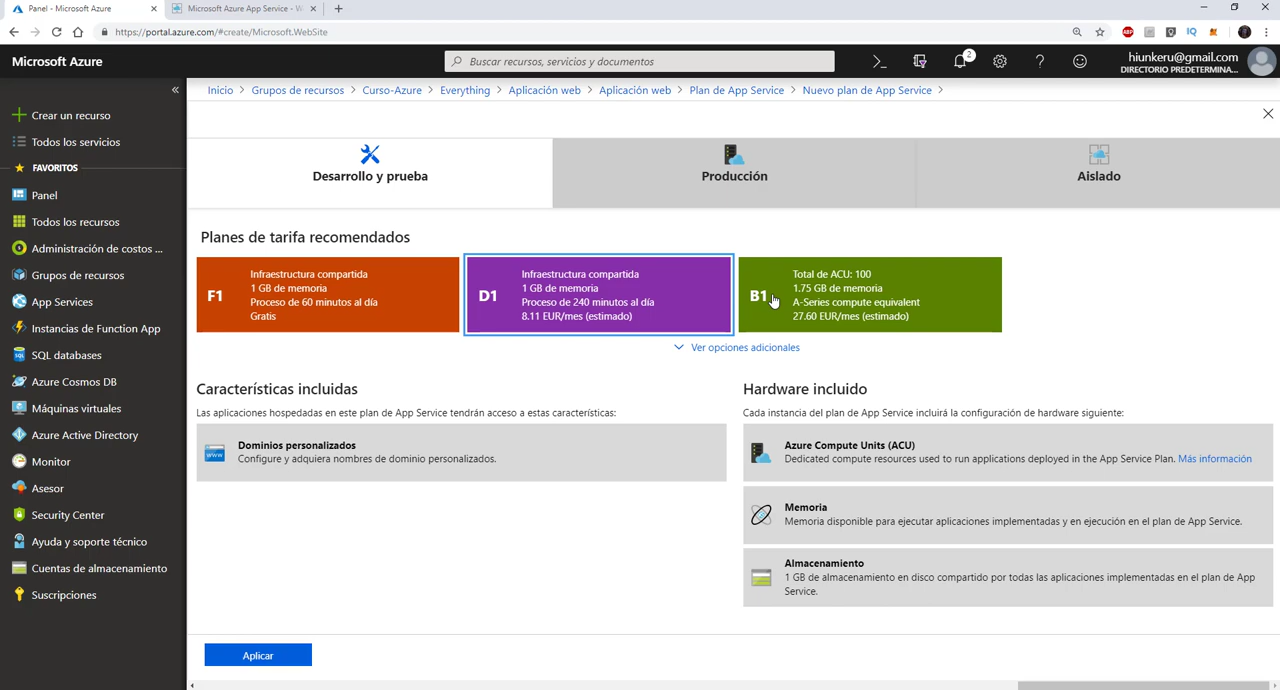 Panel - Microsoft Azure
Microsoft Azure App Service - W
https://portal.azure.com/#create/Microsoft.WebSite
ABP
IQ
Microsoft Azure
Buscar recursos, servicios y documentos
2
hiunkeru@gmail.com
DIRECTORIO PREDETERMINA...
Inicio > Grupos de recursos > Curso-Azure > Everything > Aplicación web > Aplicación web > Plan de App Service > Nuevo plan de App Service >
Crear un recurso
Todos los servicios
FAVORITOS
Panel
Todos los recursos
Administración de costos ...
Grupos de recursos
App Services
Instancias de Function App
SQL databases
Azure Cosmos DB
Máquinas virtuales
Azure Active Directory
Monitor
Asesor
Security Center
Ayuda y soporte técnico
Cuentas de almacenamiento
Suscripciones
Desarrollo y prueba
Producción
Aislado
Planes de tarifa recomendados
F1
Infraestructura compartida
1 GB de memoria
Proceso de 60 minutos al día
Gratis
D1
Infraestructura compartida
1 GB de memoria
Proceso de 240 minutos al día
8.11 EUR/mes (estimado)
B1
Total de ACU: 100
1.75 GB de memoria
A-Series compute equivalent
27.60 EUR/mes (estimado)
Ver opciones adicionales
Características incluidas
Las aplicaciones hospedadas en este plan de App Service tendrán acceso a estas características:
www
Dominios personalizados
Configure y adquiera nombres de dominio personalizados.
Hardware incluido
Cada instancia del plan de App Service incluirá la configuración de hardware siguiente:
Azure Compute Units (ACU)
Dedicated compute resources used to run applications deployed in the App Service Plan. Más información
Memoria
Memoria disponible para ejecutar aplicaciones implementadas y en ejecución en el plan de App Service.
Almacenamiento
1 GB de almacenamiento en disco compartido por todas las aplicaciones implementadas en el plan de App
Service.
Aplicar